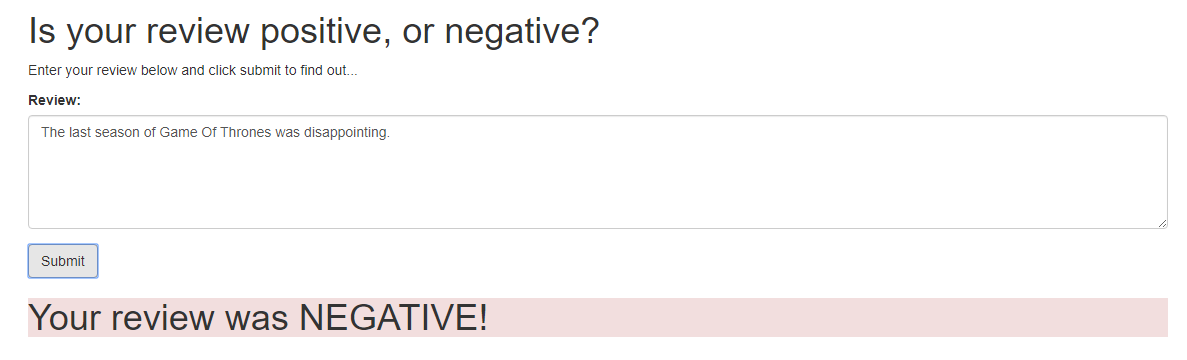 Is your review positive, or negative?
Enter your review below and click submit to find out...
Review:
The last season of Game Of Thrones was disappointing.
Submit
Your review was NEGATIVE!